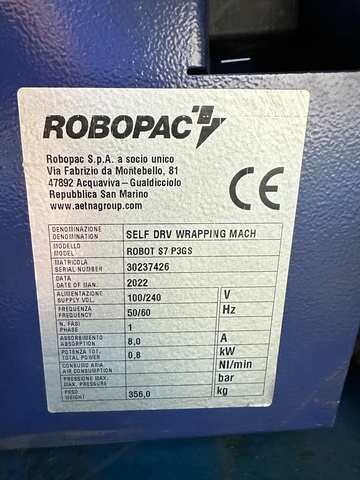 ROBOPAC
Robopac S.p.A. a socio unico
Via Fabrizio da Montebello, 81
47892 Acquaviva – Gualdicciolo
Repubblica San Marino
www.aetnagroup.com
CE
DENOMINAZIONE
DENOMINATION
SELF DRV WRAPPING MACH
MODELLO
MODEL
ROBOT S7 P3GS
MATRICOLA
SERIAL NUMBER
30237426
DATA
DATE OF MAN.
2022
ALIMENTAZIONE
SUPPLY VOL.
100/240 V
FREQUENZA
FREQUENCY
50/60 Hz
N. FASI
PHASE
1
ASSORBIMENTO
ABSORPTION
8,0 A
POTENZA TOT.
TOTAL POWER
0,8 kW
CONSUMO ARIA
AIR CONSUMPTION
Nl/min
PRESSIONE MAX.
MAX. PRESSURE
bar
PESO
WEIGHT
356,0 kg